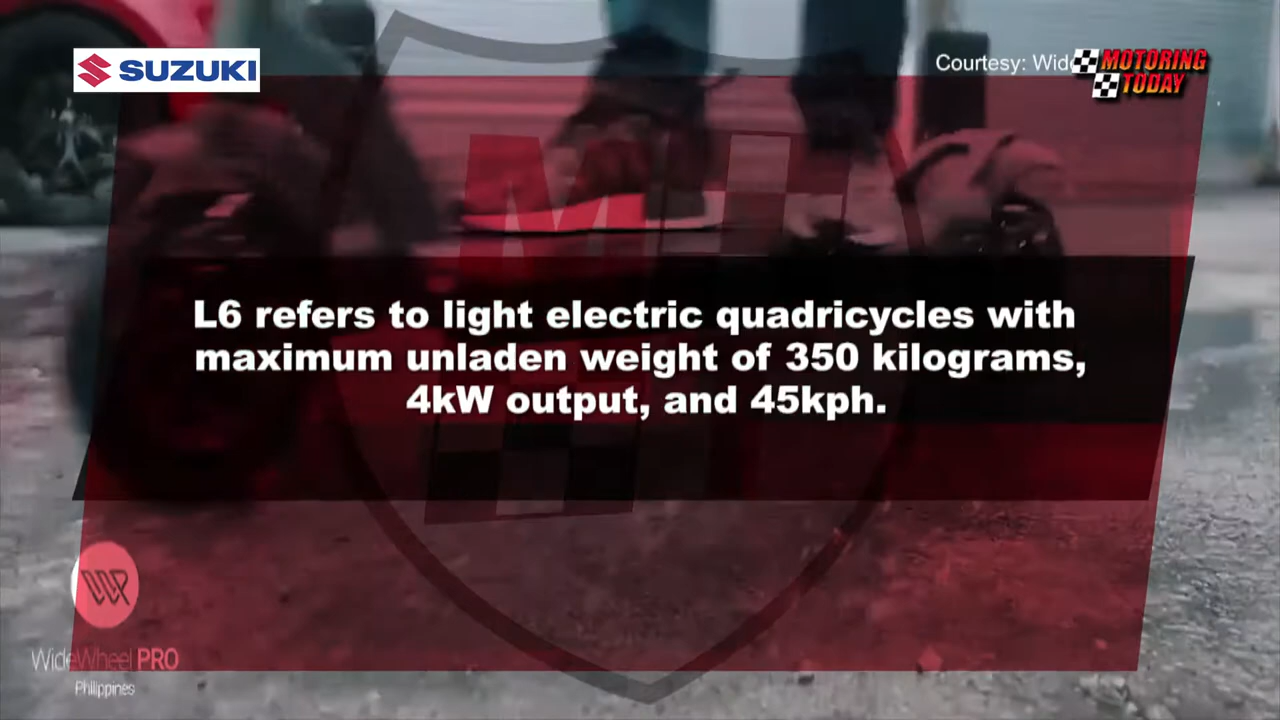 SUZUKI
Courtesy: Wid
MOTORING
TODAY
L6 refers to light electric quadricycles with
maximum unladen weight of 350 kilograms,
4kW output, and 45kph.
WideWheel PRO
Philippines